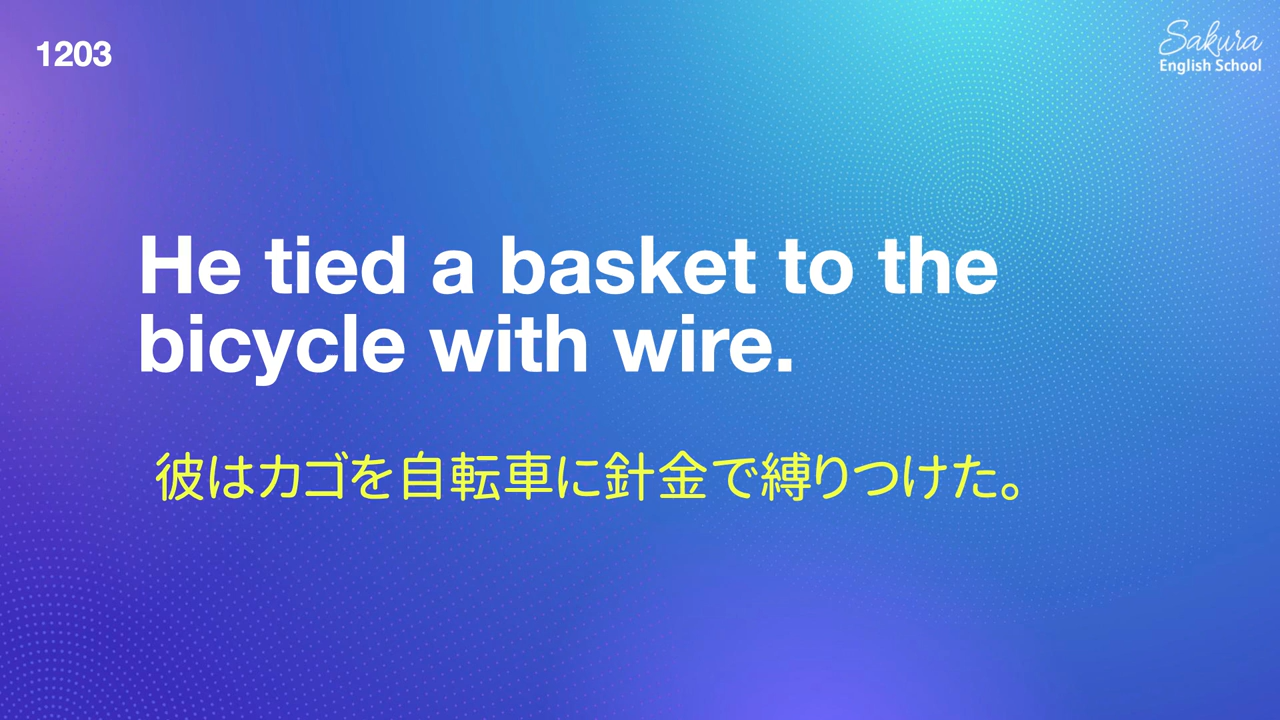 1203
Sakura
English School
He tied a basket to the
bicycle with wire.
彼はカゴを自転車に針金で縛りつけた。